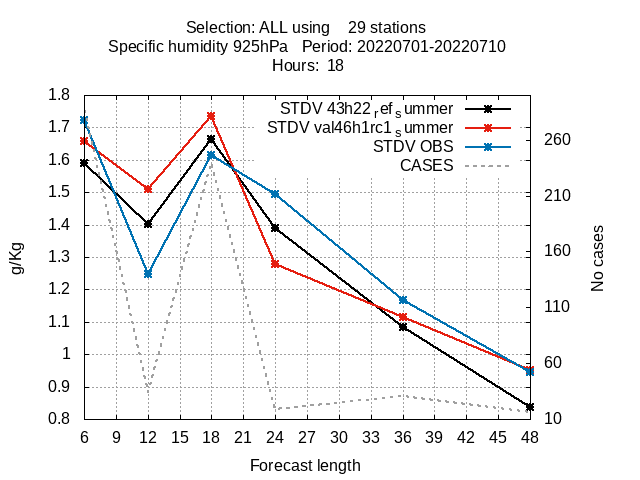 Selection: ALL using    29 stations
Specific humidity 925hPa   Period: 20220701-20220710
Hours: 18
STDV 43h22_ref_summer
STDV val46h1rc1_summer
STDV OBS
CASES
1.8
1.7
1.6
1.5
1.4
1.3
1.2
1.1
1
0.9
0.8
g/Kg
260
210
160
110
60
10
No cases
6 9 12 15 18 21 24 27 30 33 36 39 42 45 48
Forecast length